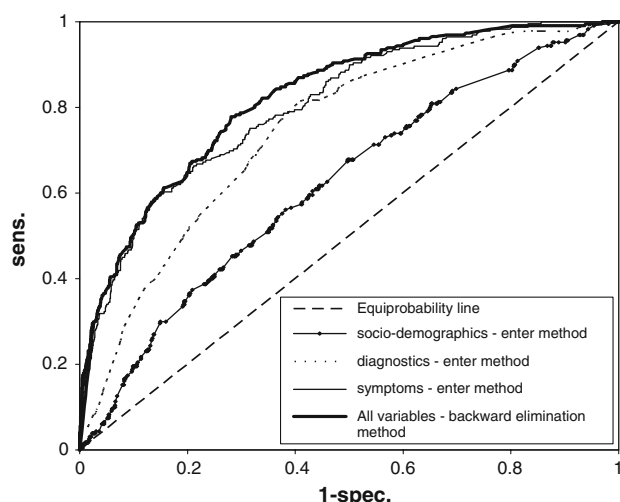 1
0.8
0.6
0.4
0.2
0
sens.
Equiprobability line
socio-demographics - enter method
diagnostics - enter method
symptoms - enter method
All variables - backward elimination
method
0 0.2 0.4 0.6 0.8 1
1-spec.